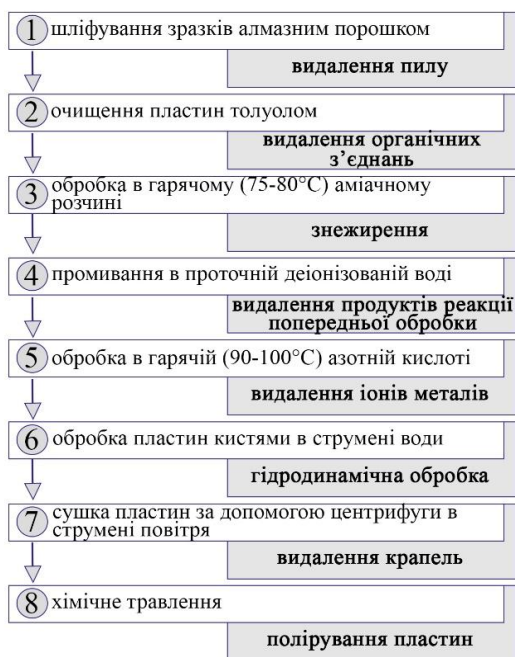 1 шліфування зразків алмазним порошком
видалення пилу
2 очищення пластин толуолом
видалення органічних
з’єднань
3 обробка в гарячому (75-80°C) аміачному
розчині
знежирення
4 промивання в проточній деіонізованій воді
видалення продуктів реакції
попередньої обробки
5 обробка в гарячій (90-100°C) азотній кислоті
видалення іонів металів
6 обробка пластин кистями в струмені води
гідродинамічна обробка
7 сушка пластин за допомогою центрифуги в
струмені повітря
видалення крапель
8 хімічне травлення
полірування пластин